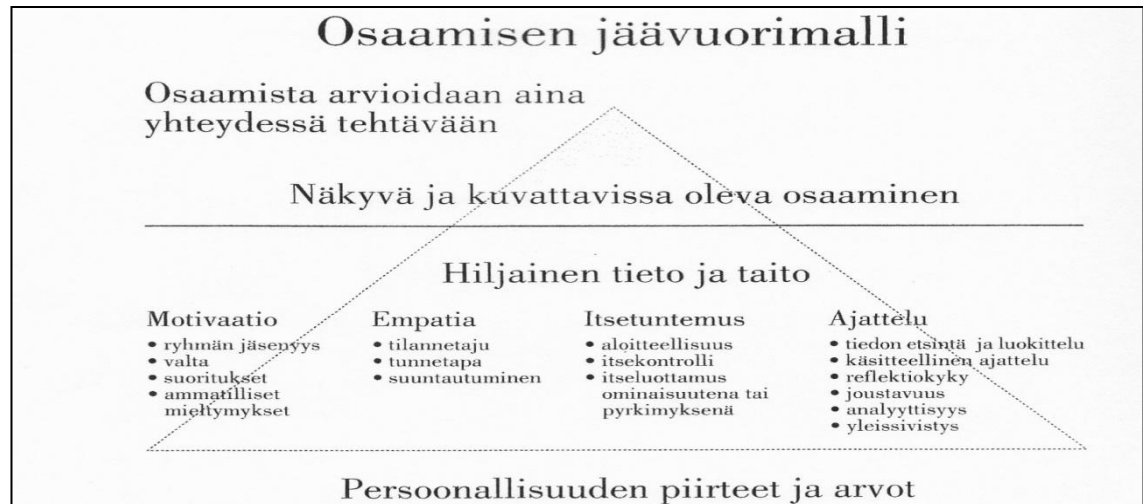 Osaamisen jäävuorimalli
Osaamista arvioidaan aina
yhteydessä tehtävään
Näkyvä ja kuvattavissa oleva osaaminen
Hiljainen tieto ja taito
Motivaatio
• ryhmän jäsenyys
• valta
• suoritukset
• ammatilliset
mieltymykset
Empatia
• tilannetaju
• tunnetapa
• suuntautuminen
Itsetuntemus
• aloitteellisuus
• itsekontrolli
• itseluottamus
ominaisuutena tai
pyrkimyksenä
Ajattelu
• tiedon etsintä ja luokittelu
• käsitteellinen ajattelu
• reflektiokyky
• joustavuus
• analyyttisyys
• yleissivistys
Persoonallisuuden piirteet ja arvot